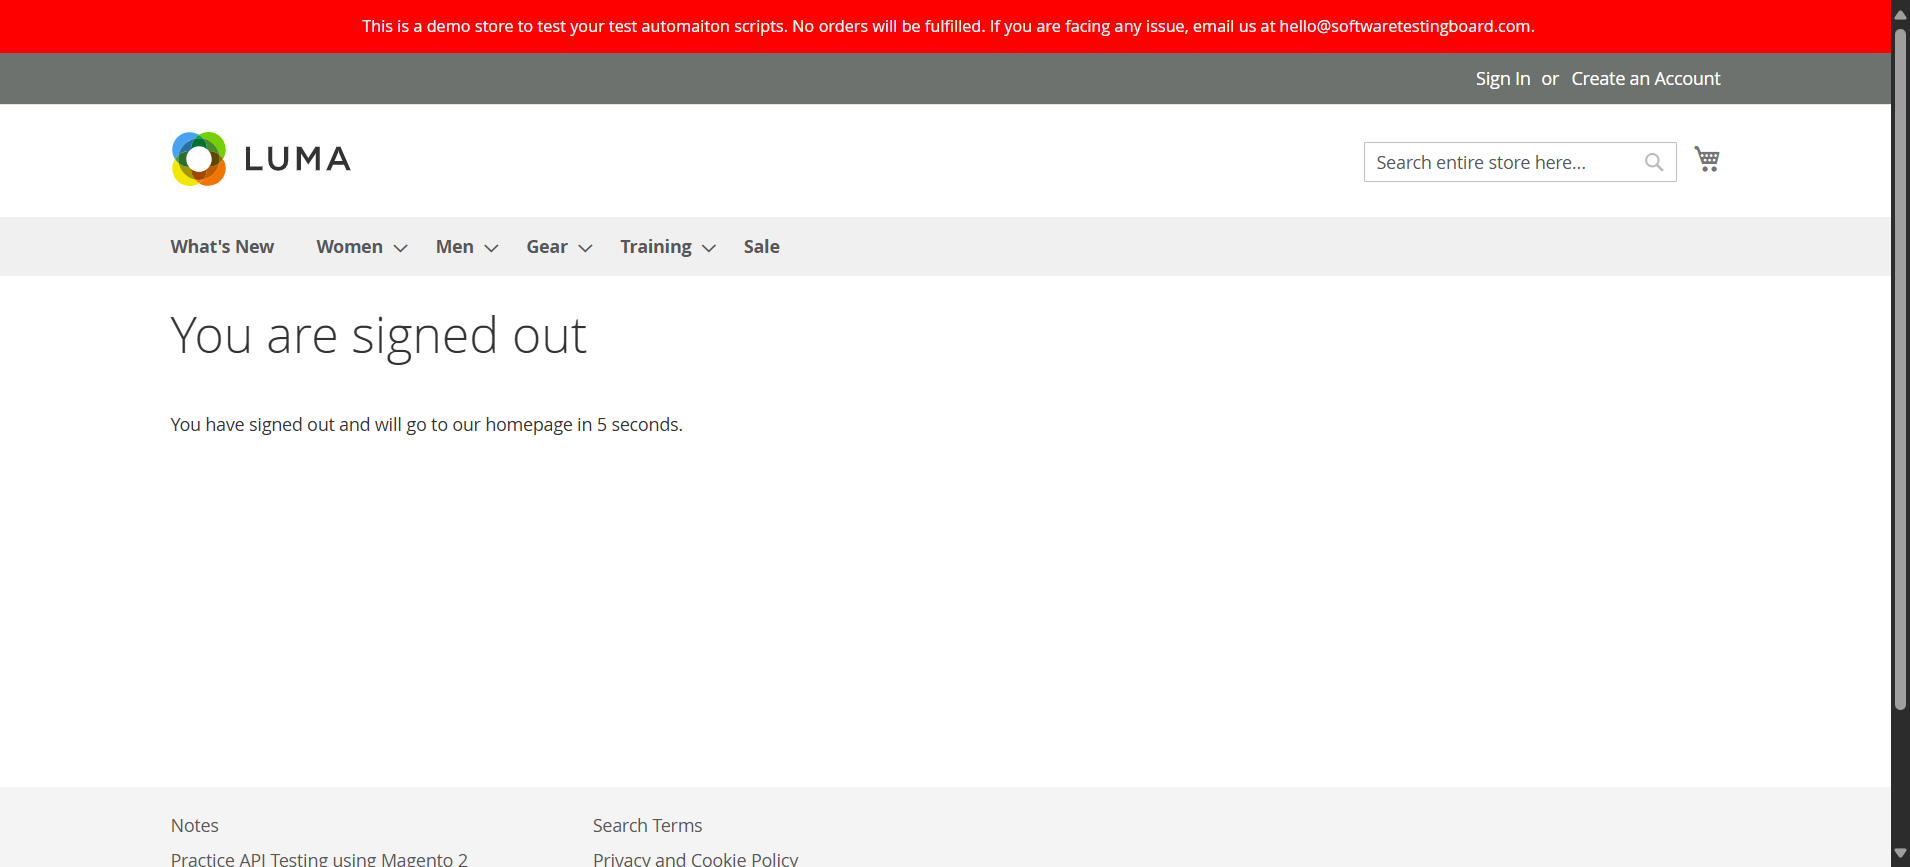 This is a demo store to test your test automaiton scripts. No orders will be fulfilled. If you are facing any issue, email us at hello@softwaretestingboard.com.
Sign In or Create an Account
LUMA
Search entire store here...
What's New Women Men Gear Training Sale
You are signed out
You have signed out and will go to our homepage in 5 seconds.
Notes Search Terms
Practice API Testing using Magento 2 Privacy and Cookie Policy